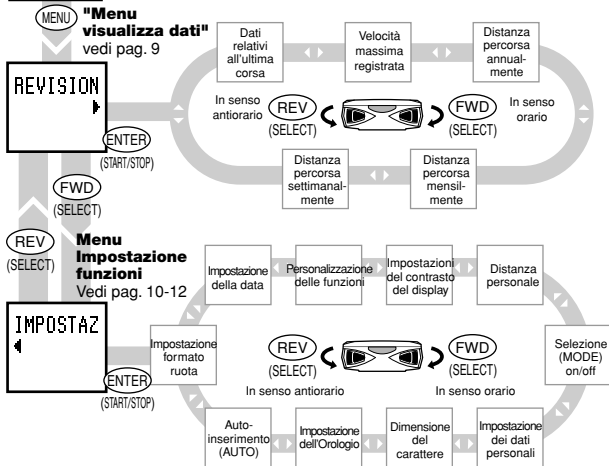 MENU
"Menu
visualizza dati"
vedi pag. 9
Dati
relativi
all'ultima
corsa
Velocità
massima
registrata
Distanza
percorsa
annual-
mente
REVISION
In senso
antiorario
REV
(SELECT)
FWD
(SELECT)
In senso
orario
ENTER
(START/STOP)
Distanza
percorsa
settimanal-
mente
Distanza
percorsa
mensil-
mente
FWD
(SELECT)
REV
(SELECT)
Menu
Impostazione
funzioni
Vedi pag. 10-12
Impostazione
della data
Personalizzazione
delle funzioni
Impostazioni
del contrasto
del display
Distanza
personale
IMPOSTAZ
Impostazione
formato
ruota
REV
(SELECT)
FWD
(SELECT)
Selezione
(MODE)
on/off
In senso antiorario
In senso orario
ENTER
(START/STOP)
Auto-
inserimento
(AUTO)
Impostazione
dell'Orologio
Dimensione
del
carattere
Impostazione
dei dati
personali